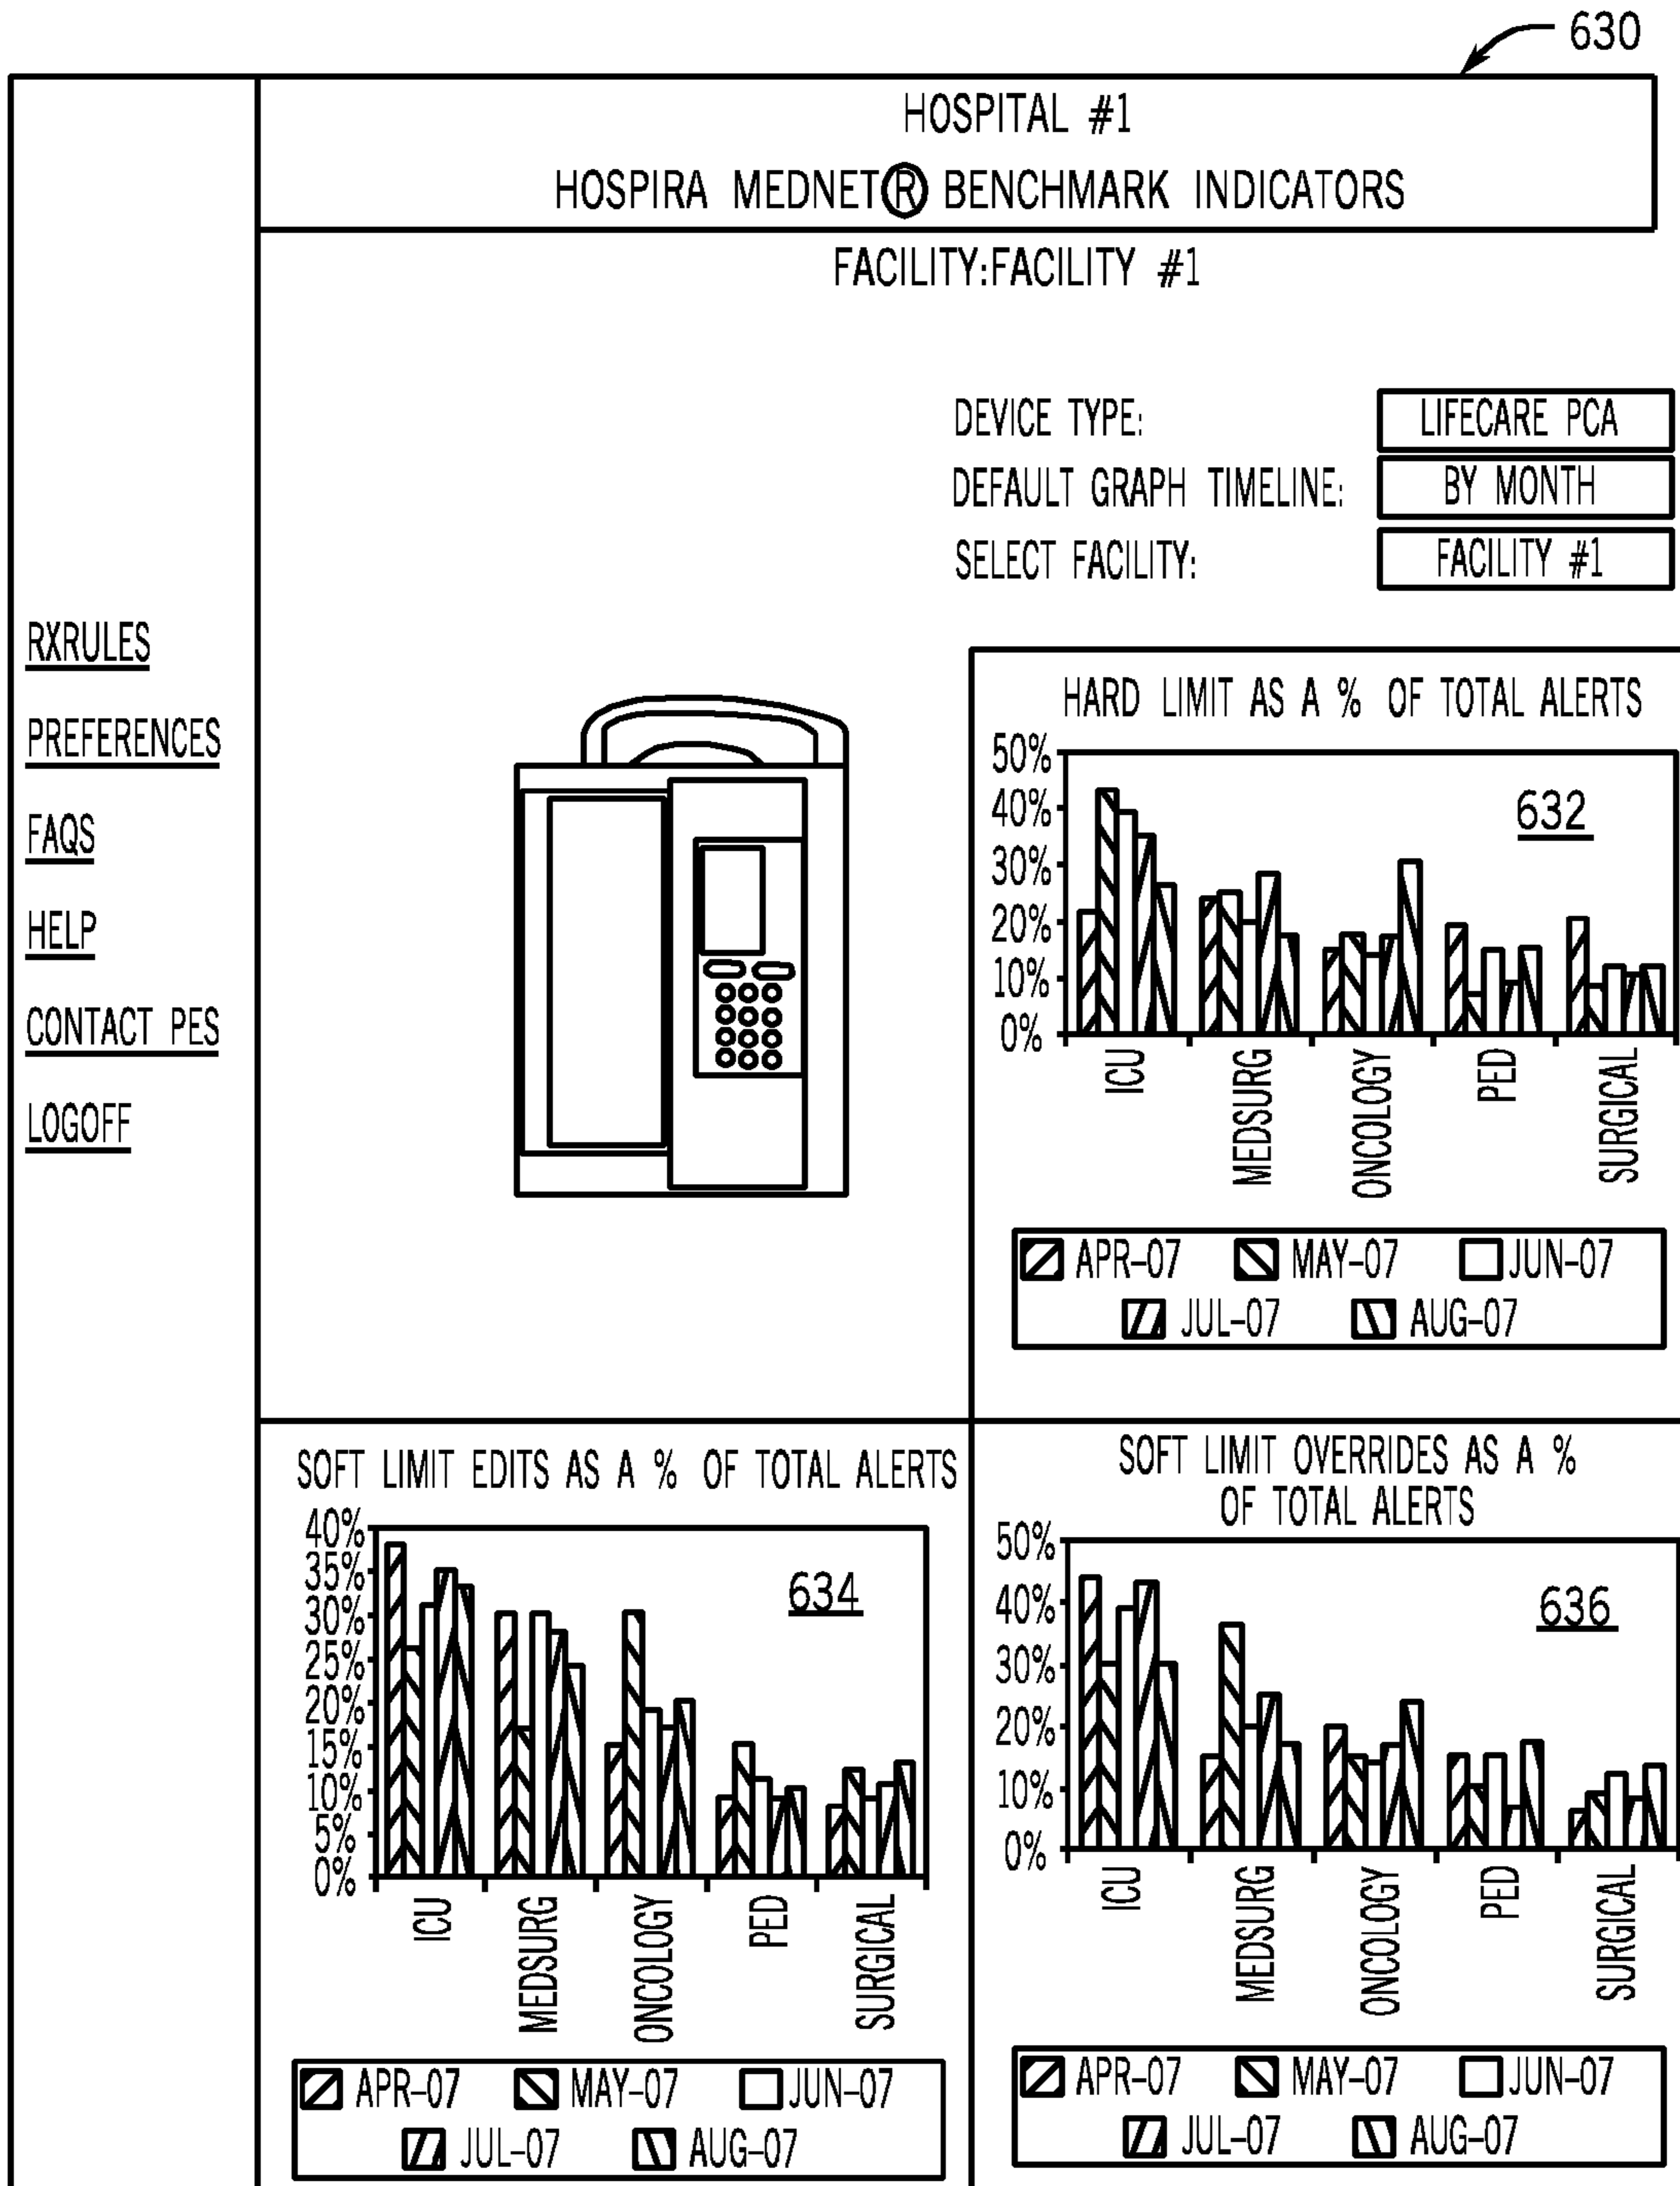 630
HOSPITAL #1
HOSPIRA MEDNET® BENCHMARK INDICATORS
FACILITY:FACILITY #1
DEVICE TYPE: LIFECARE PCA
DEFAULT GRAPH TIMELINE: BY MONTH
SELECT FACILITY: FACILITY #1
RXRULES
PREFERENCES
FAQS
HELP
CONTACT PES
LOGOFF
HARD LIMIT AS A % OF TOTAL ALERTS
50%
40%
30%
20%
10%
0%
632
ICU
MEDSURG
ONCOLOGY
PED
SURGICAL
APR-07 MAY-07 JUN-07
JUL-07 AUG-07
SOFT LIMIT EDITS AS A % OF TOTAL ALERTS
40%
35%
30%
25%
20%
15%
10%
5%
0%
634
ICU
MEDSURG
ONCOLOGY
PED
SURGICAL
APR-07 MAY-07 JUN-07
JUL-07 AUG-07
SOFT LIMIT OVERRIDES AS A %
OF TOTAL ALERTS
50%
40%
30%
20%
10%
0%
636
ICU
MEDSURG
ONCOLOGY
PED
SURGICAL
APR-07 MAY-07 JUN-07
JUL-07 AUG-07